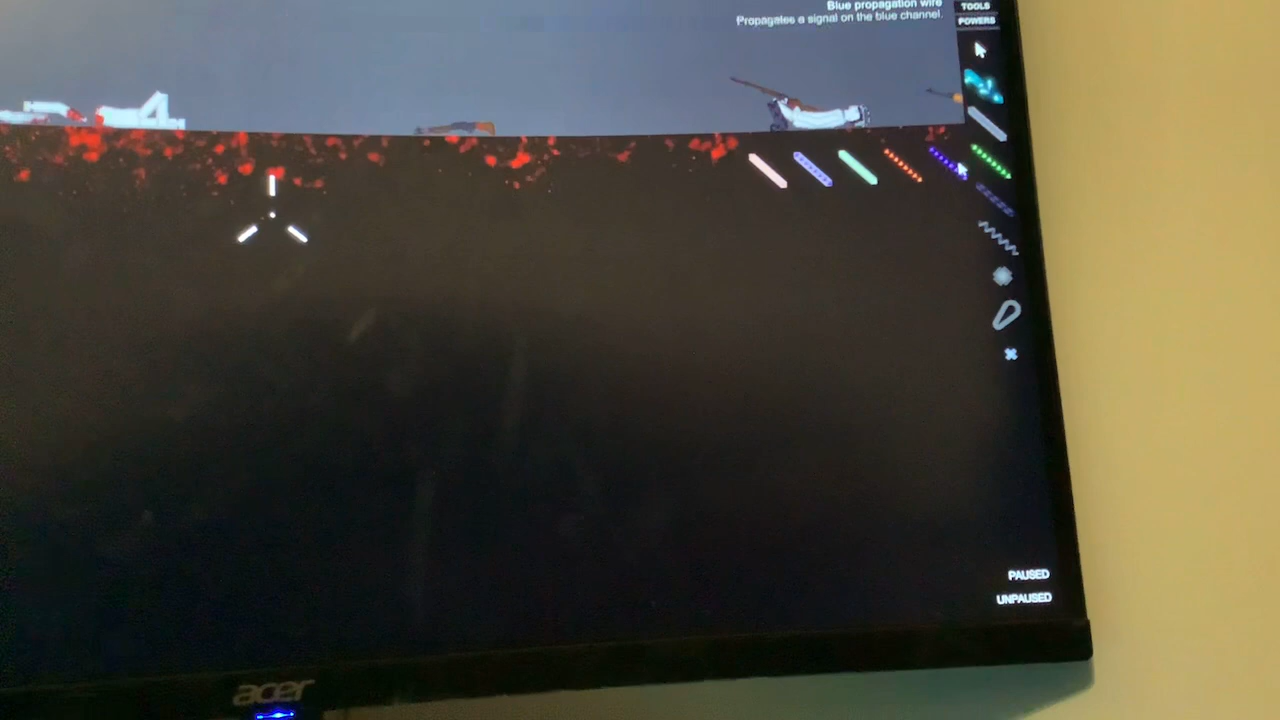 Blue propagation wire
Propagates a signal on the blue channel.
TOOLS
POWERS
PAUSED
UNPAUSED
acer